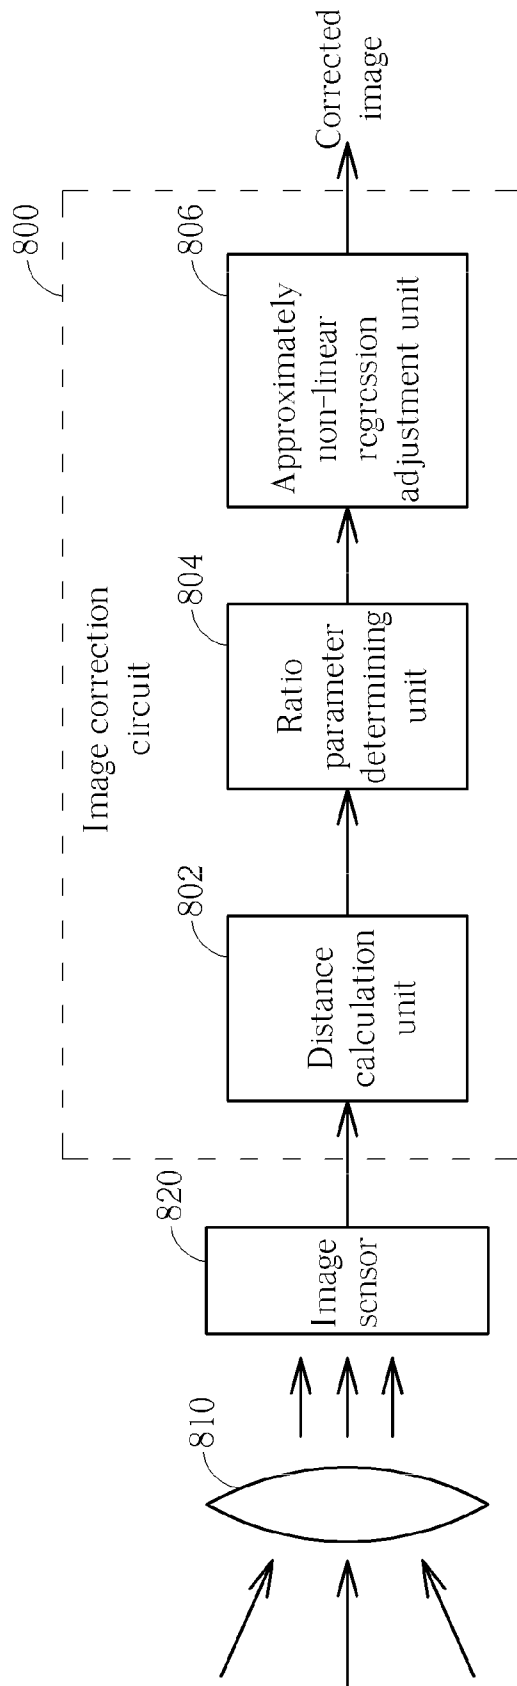 810
820
Image
sensor
800
Image correction
circuit
802
Distance
calculation
unit
804
Ratio
parameter
determining
unit
806
Approximately
non-linear
regression
adjustment unit
Corrected
image